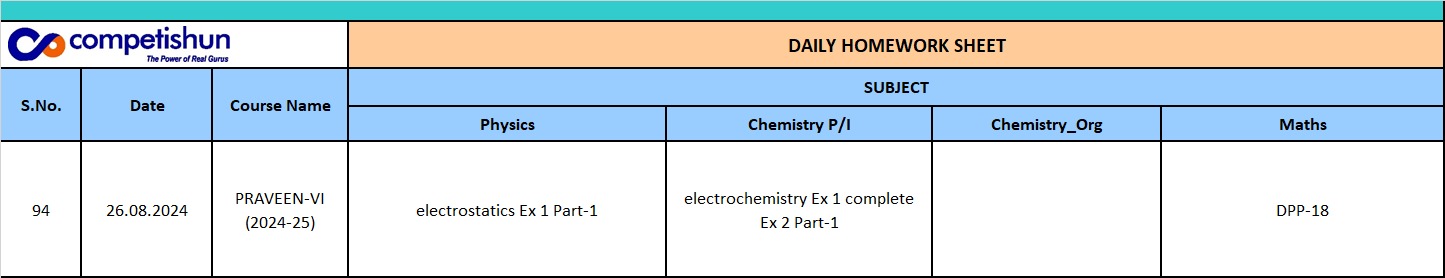 competishun
The Power of Real Gurus
DAILY HOMEWORK SHEET
S.No.
Date
Course Name
SUBJECT
Physics
Chemistry P/I
Chemistry_Org
Maths
94
26.08.2024
PRAVEEN-VI
(2024-25)
electrostatics Ex 1 Part-1
electrochemistry Ex 1 complete
Ex 2 Part-1
DPP-18